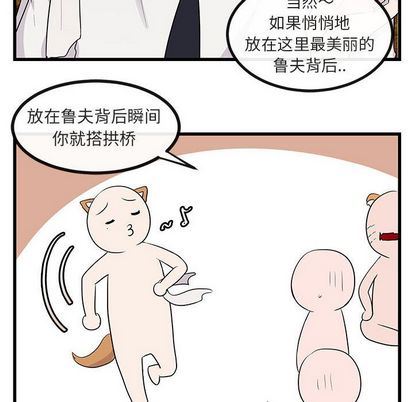 当然～
如果悄悄地
放在这里最美丽的
鲁夫背后..
放在鲁夫背后瞬间
你就搭拱桥